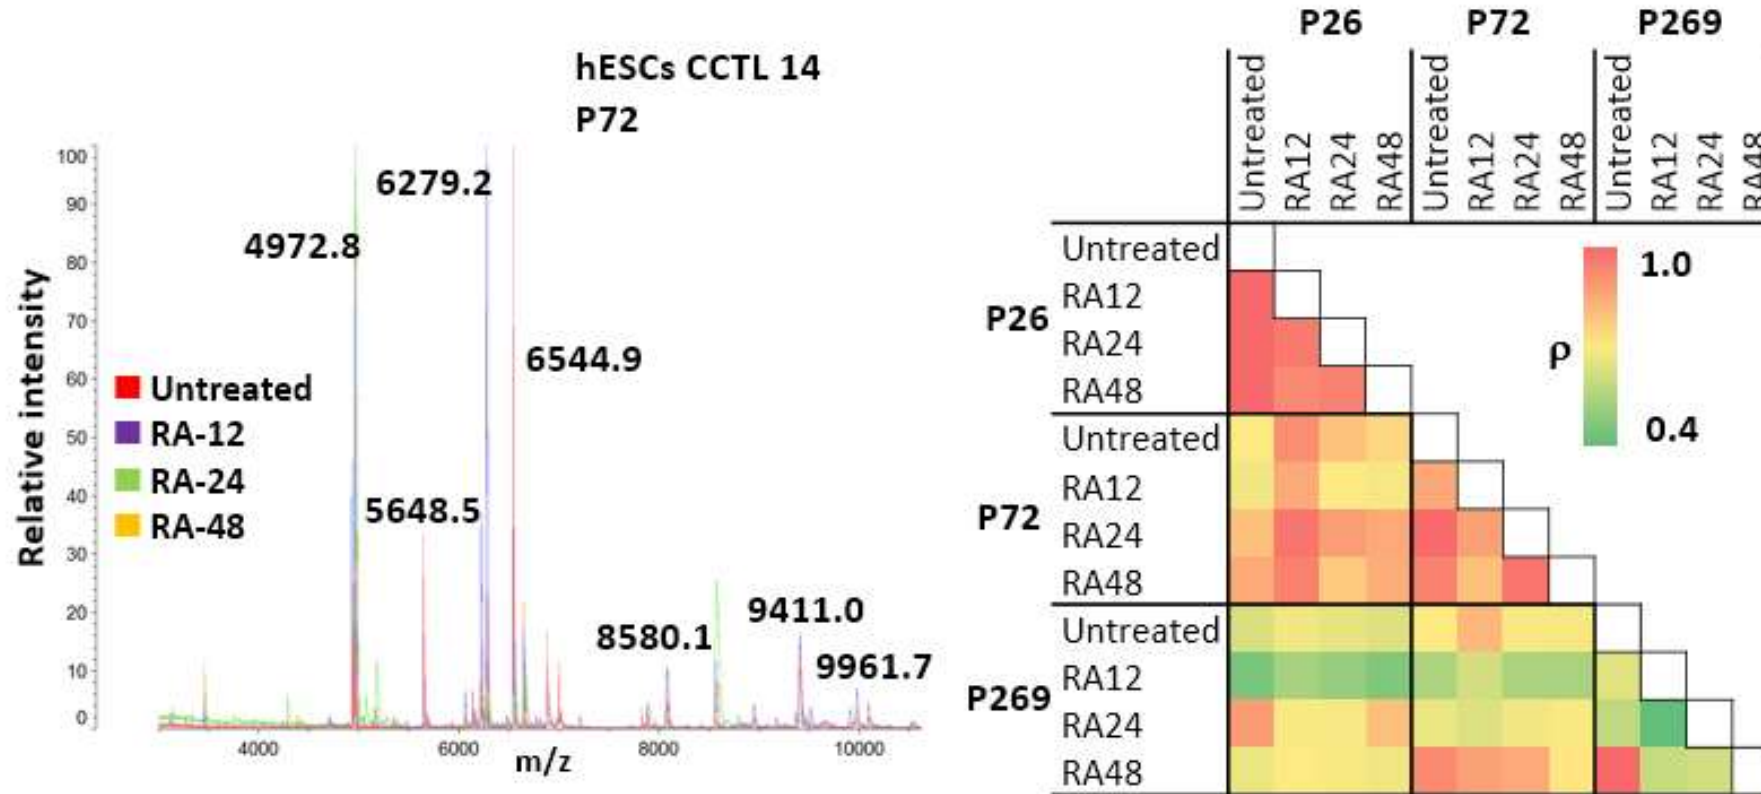 hESCs CCTL 14
P72
Relative intensity
100
90
80
70
60
50
40
30
20
10
0
4972.8
6279.2
6544.9
5648.5
8580.1
9411.0
9961.7
Untreated
RA-12
RA-24
RA-48
4000 6000 8000 10000
m/z
P26 P72 P269
Untreated RA12 RA24 RA48 Untreated RA12 RA24 RA48 Untreated RA12 RA24 RA48
P26
Untreated
RA12
RA24
RA48
P72
Untreated
RA12
RA24
RA48
P269
Untreated
RA12
RA24
RA48
ρ
1.0
0.4